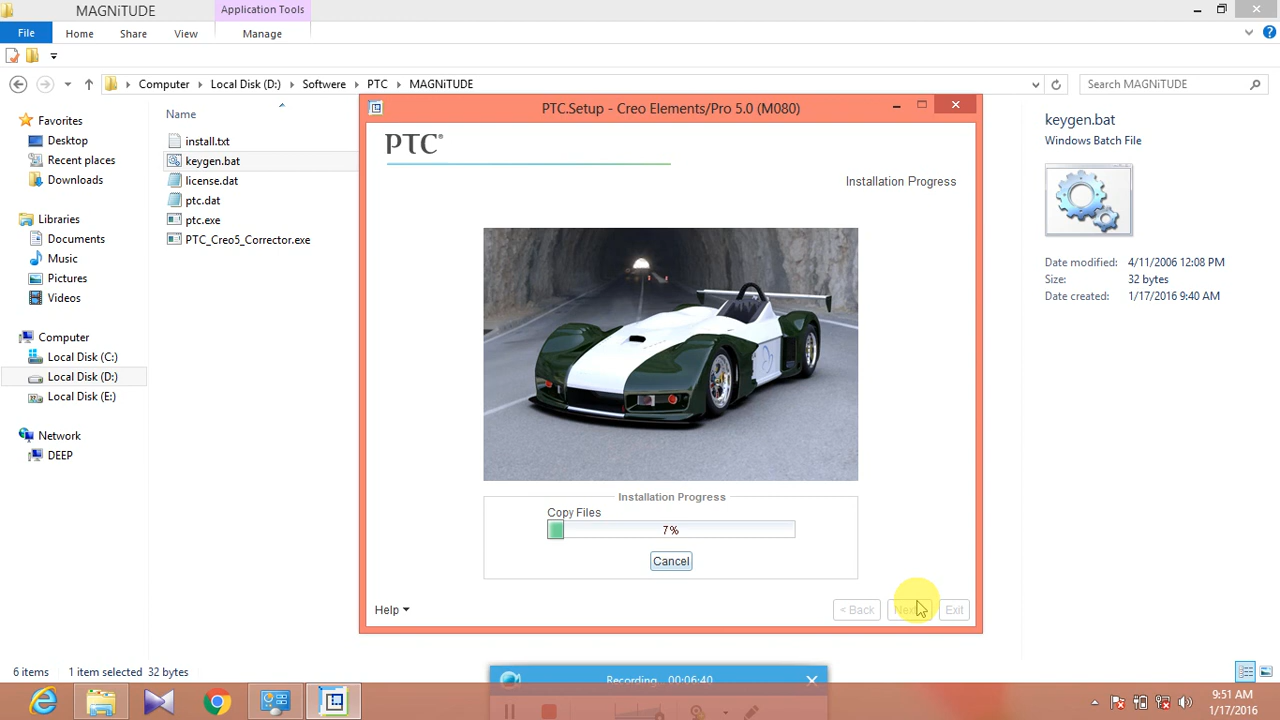 MAGNiTUDE
Application Tools
File
Home
Share
View
Manage
Computer
Local Disk (D:)
Softwere
PTC
MAGNiTUDE
Search MAGNiTUDE
Favorites
Desktop
Recent places
Downloads
Libraries
Documents
Music
Pictures
Videos
Computer
Local Disk (C:)
Local Disk (D:)
Local Disk (E:)
Network
DEEP
Name
install.txt
keygen.bat
license.dat
ptc.dat
ptc.exe
PTC_Creo5_Corrector.exe
PTC.Setup - Creo Elements/Pro 5.0 (M080)
PTC®
Installation Progress
Installation Progress
Copy Files
7%
Cancel
Help
< Back
Next
Exit
keygen.bat
Windows Batch File
Date modified: 4/11/2006 12:08 PM
Size: 32 bytes
Date created: 1/17/2016 9:40 AM
6 items
1 item selected 32 bytes
Recording 00:06:40
9:51 AM
1/17/2016